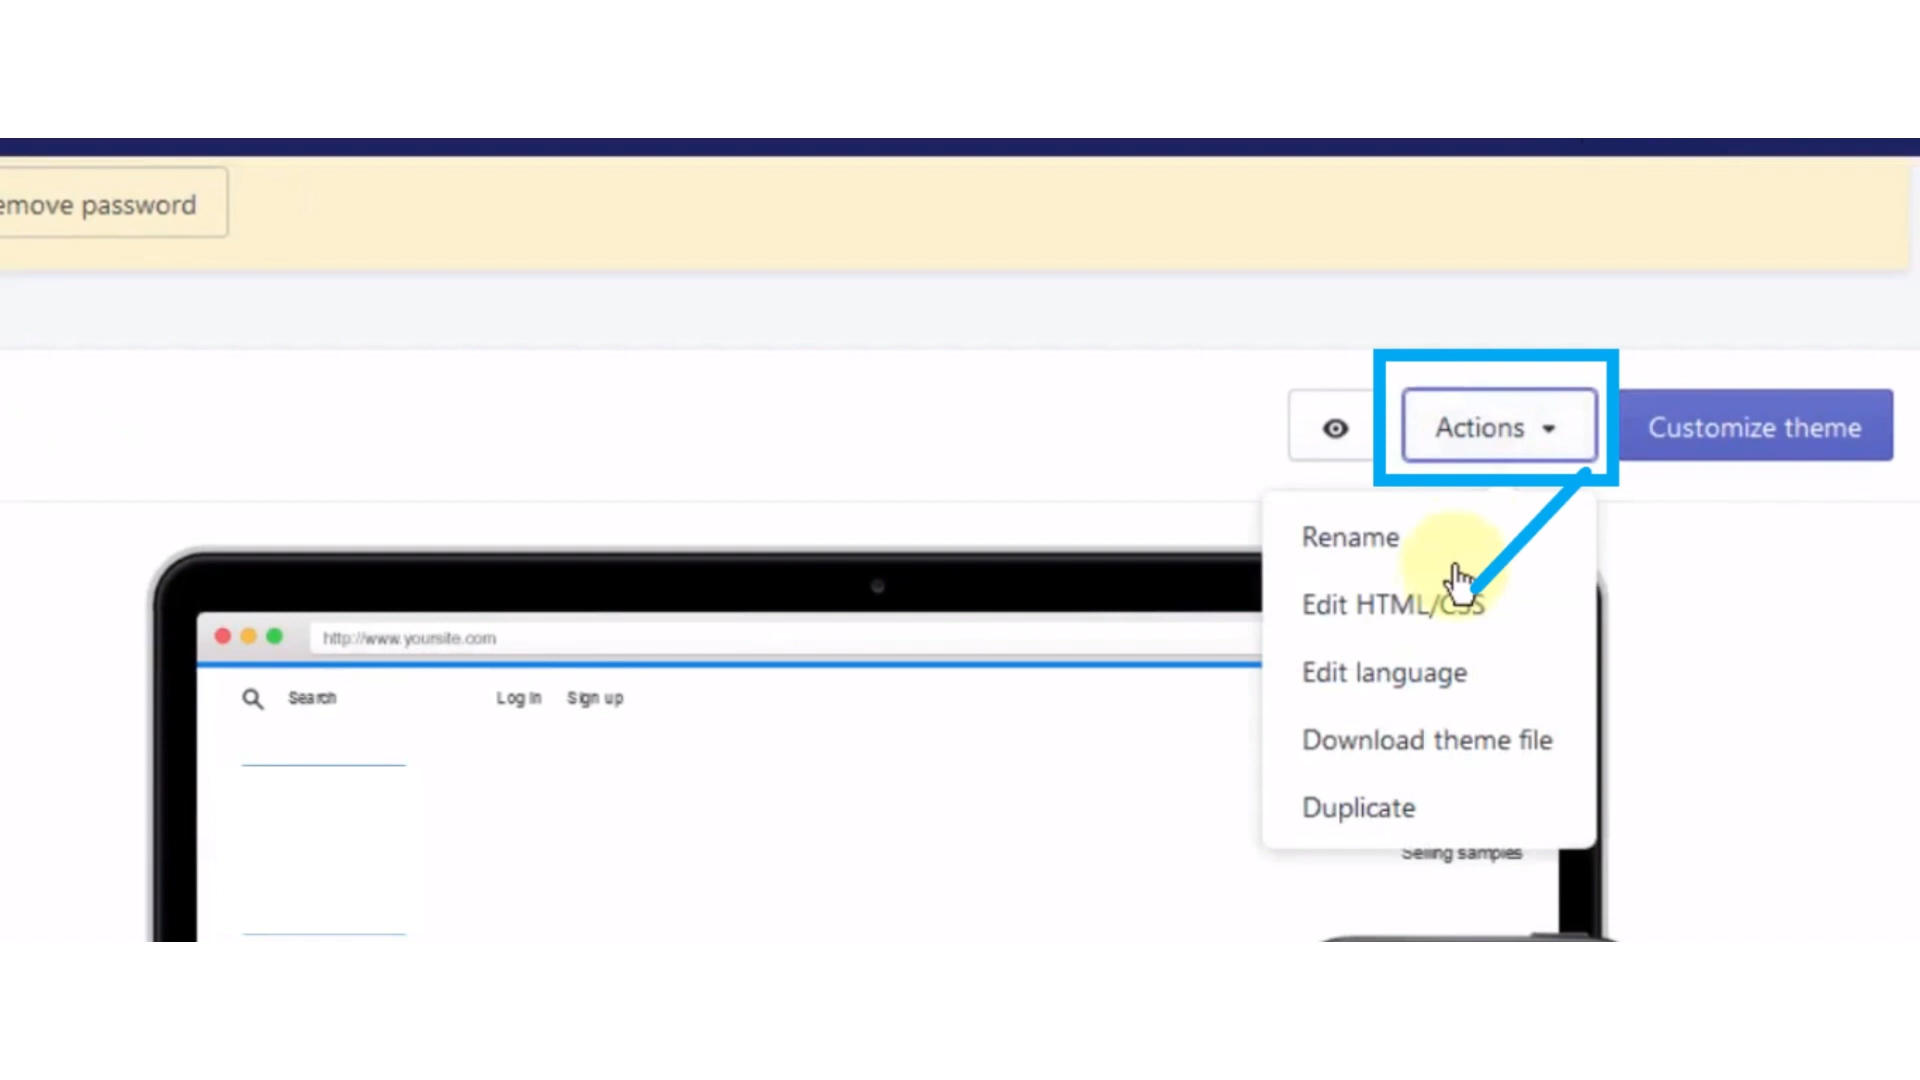 emove password
Actions
Customize theme
Rename
Edit HTML/CSS
Edit language
Download theme file
Duplicate
http://www.yoursite.com
Search Log in Sign up
Selling samples